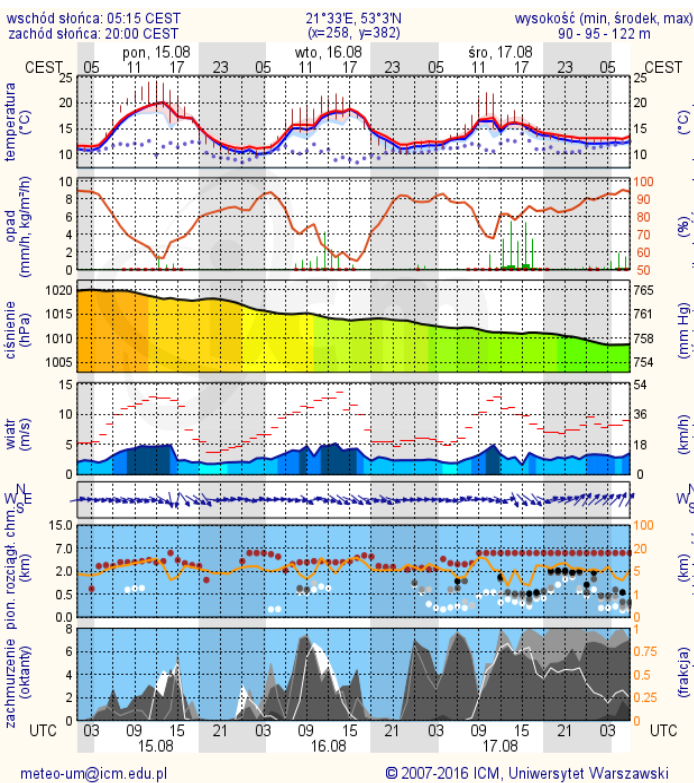 wschód słońca: 05:15 CEST 21°33'E, 53°3'N wysokość (min, środek, max)
zachód słońca: 20:00 CEST (x=258, y=382) 90 - 95 - 122 m
pon, 15.08 wto, 16.08 śro, 17.08
CEST 05 11 17 23 05 11 17 23 05 11 17 23 05 CEST
temperatura
(°C)
25 20 15 10
25 20 15 10
(°C)
opad
(mm/h, kg/m²/h)
10 8 6 4 2 0
100 90 80 70 60 50
(%)
ciśnienie
(hPa)
1020 1015 1010 1005
765 761 758 754
(mm Hg)
wiatr
(m/s)
15 10 5 0
54 36 18 0
(km/h)
N
W E
S
N
W
S
pion. rozciągł. chm.
(km)
15.0 7.0 2.0 0.5 0.0
100 20 5 1 0
(km)
zachmurzenie
(oktanty)
8 6 4 2 0
1 0.75 0.5 0.25 0
(frakcja)
UTC 03 09 15 21 03 09 15 21 03 09 15 21 03 UTC
15.08 16.08 17.08
meteo-um@icm.edu.pl © 2007-2016 ICM, Uniwersytet Warszawski